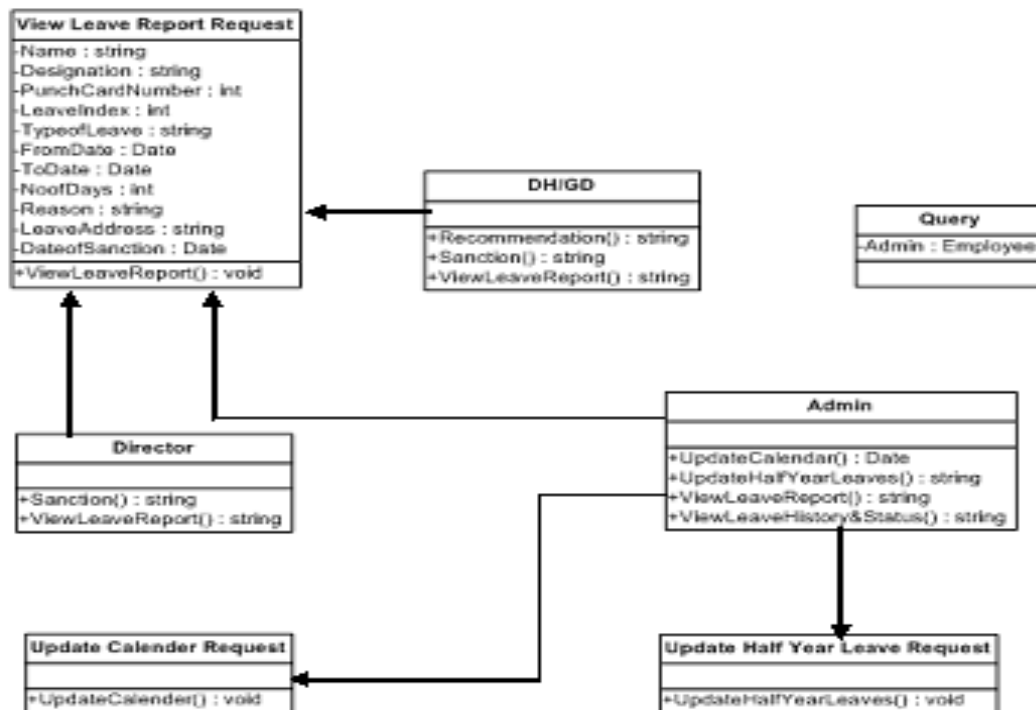 View Leave Report Request
-Name : string
-Designation : string
-PunchCardNumber : int
-LeaveIndex : int
-TypeofLeave : string
-FromDate : Date
-ToDate : Date
-NoofDays : int
-Reason : string
-LeaveAddress : string
-DateofSanction : Date
+ViewLeaveReport() : void
DH/GD
+Recommendation() : string
+Sanction() : string
+ViewLeaveReport() : string
Query
-Admin : Employee
Director
+Sanction() : string
+ViewLeaveReport() : string
Admin
+UpdateCalendar() : Date
+UpdateHalfYearLeaves() : string
+ViewLeaveReport() : string
+ViewLeaveHistory&Status() : string
Update Calender Request
+UpdateCalender() : void
Update Half Year Leave Request
+UpdateHalfYearLeaves() : void